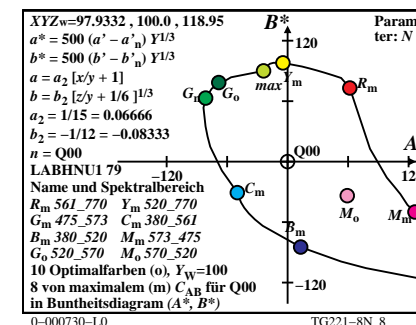 XYZw=97.9332 , 100.0 , 118.95
a* = 500 (a' – a'n) Y1/3
b* = 500 (b' – b'n) Y1/3
a = a2 [x/y + 1]
b = b2 [z/y + 1/6 ]1/3
a2 = 1/15 = 0.06666
b2 = –1/12 = –0.08333
n = Q00
LABHNU1 79
Name und Spektralbereich
Rm 561_770 Ym 520_770
Gm 475_573 Cm 380_561
Bm 380_520 Mm 573_475
Go 520_570 Mo 570_520
10 Optimalfarben (o), YW=100
8 von maximalem (m) CAB für Q00
in Buntheitsdiagram (A*, B*)
B*
Param
ter: N
120
Ym
max
Rm
Gm
Go
Q00
A
–120
12
Cm
Mo
Mm
Bm
–120
0–000730–L0
TG221–8N_8